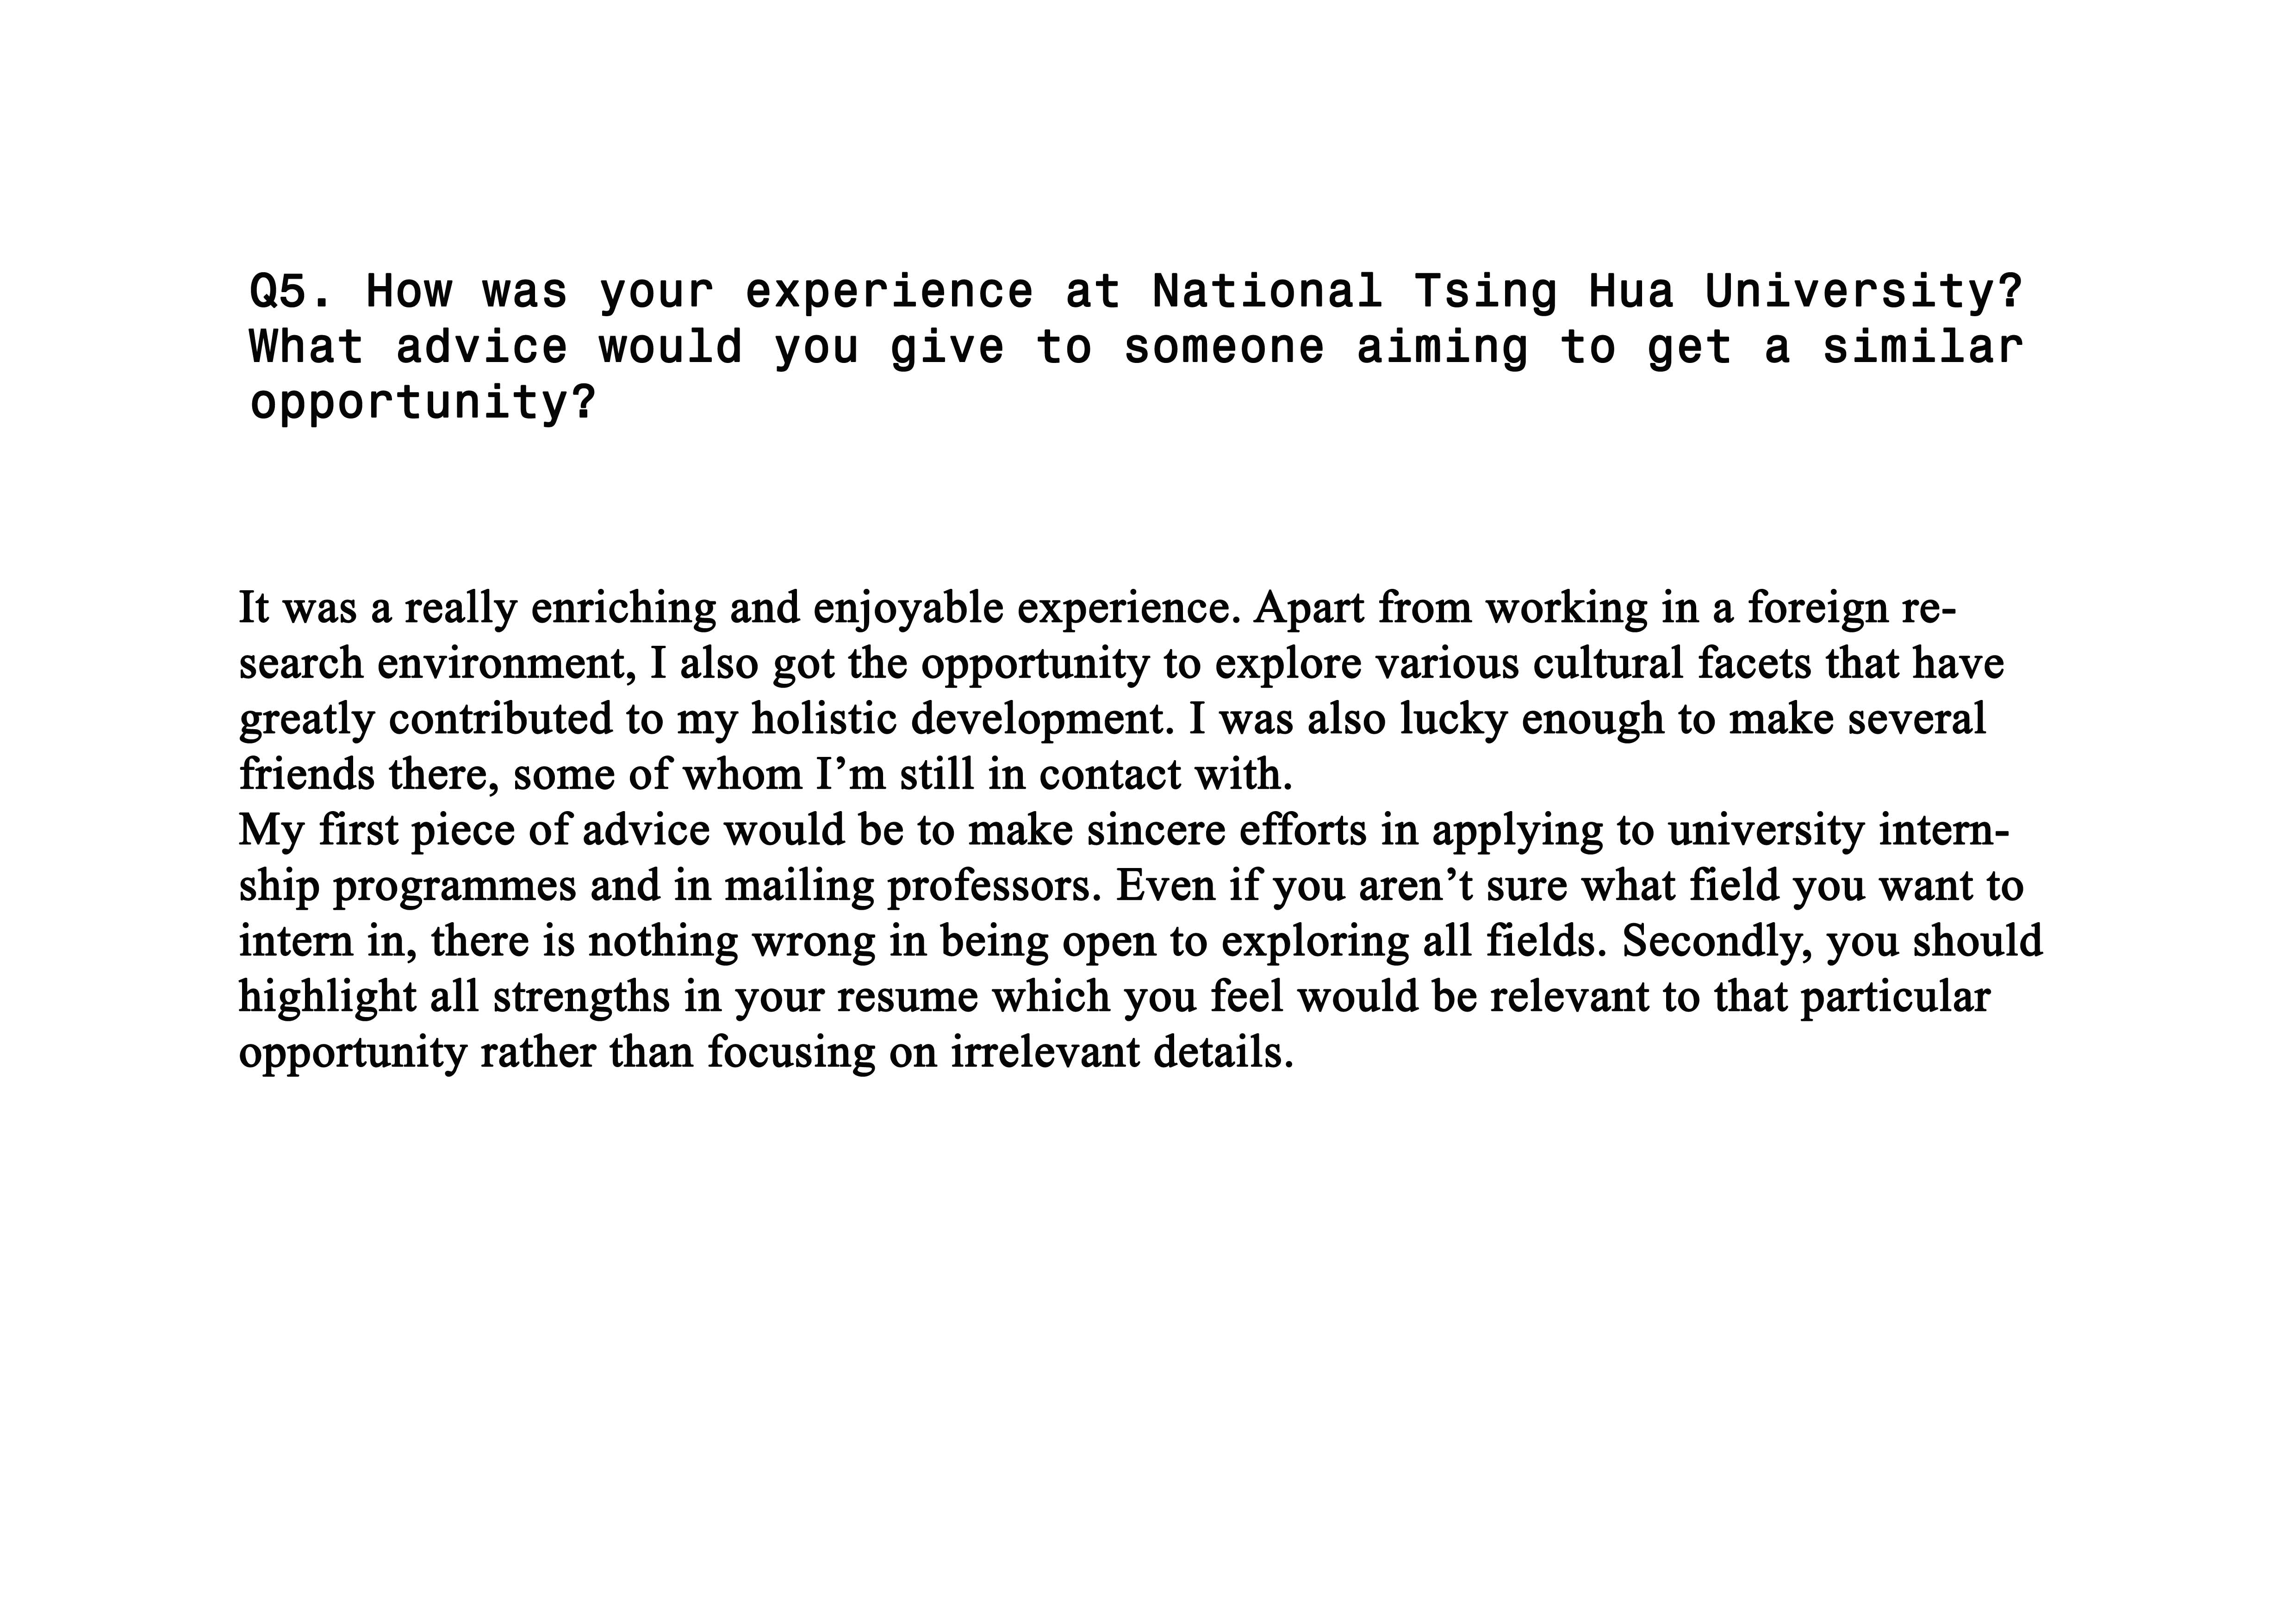 Q5. How was your experience at National Tsing Hua University?
What advice would you give to someone aiming to get a similar
opportunity?
It was a really enriching and enjoyable experience. Apart from working in a foreign re-
search environment, I also got the opportunity to explore various cultural facets that have
greatly contributed to my holistic development. I was also lucky enough to make several
friends there, some of whom I’m still in contact with.
My first piece of advice would be to make sincere efforts in applying to university intern-
ship programmes and in mailing professors. Even if you aren’t sure what field you want to
intern in, there is nothing wrong in being open to exploring all fields. Secondly, you should
highlight all strengths in your resume which you feel would be relevant to that particular
opportunity rather than focusing on irrelevant details.